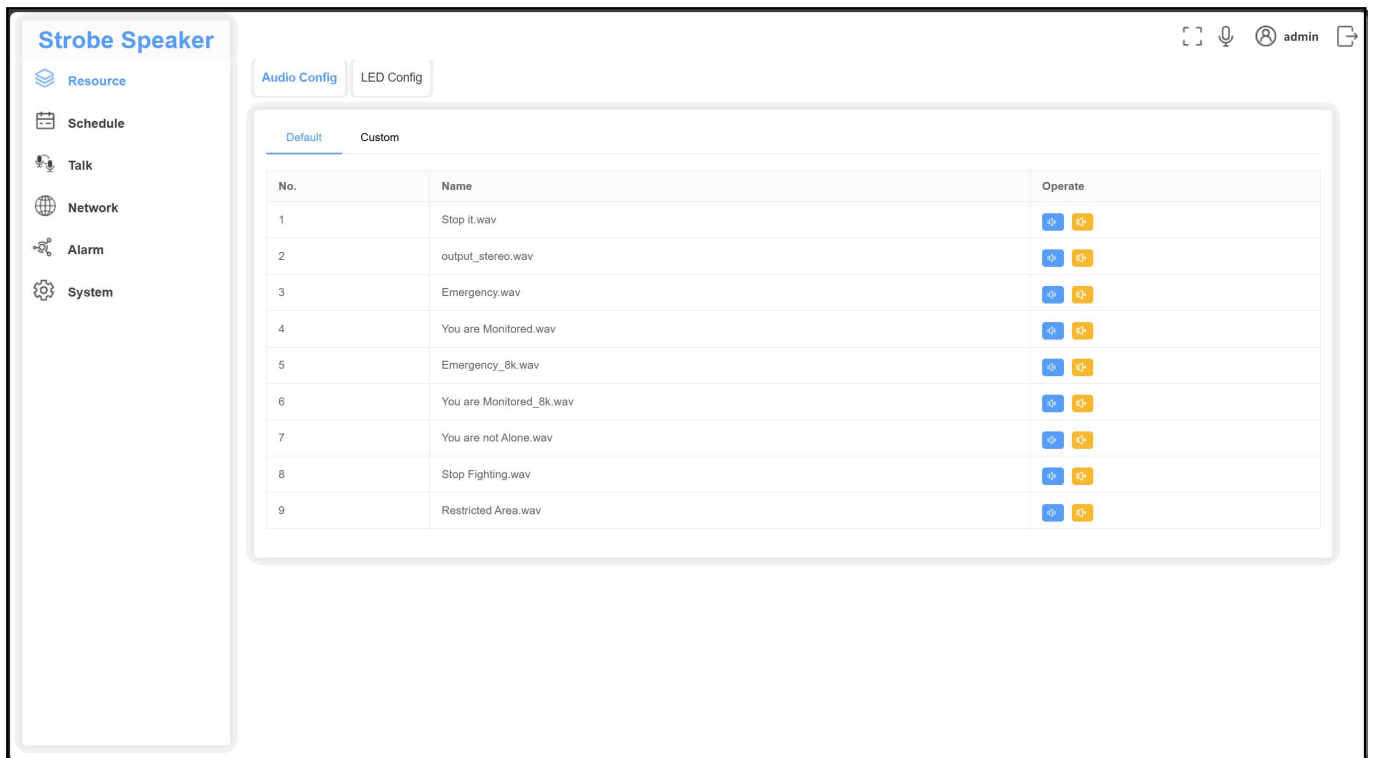 Strobe Speaker
admin
Resource
Schedule
Talk
Network
Alarm
System
Audio Config LED Config
Default Custom
No. Name Operate
1 Stop it.wav
2 output_stereo.wav
3 Emergency.wav
4 You are Monitored.wav
5 Emergency_8k.wav
6 You are Monitored_8k.wav
7 You are not Alone.wav
8 Stop Fighting.wav
9 Restricted Area.wav